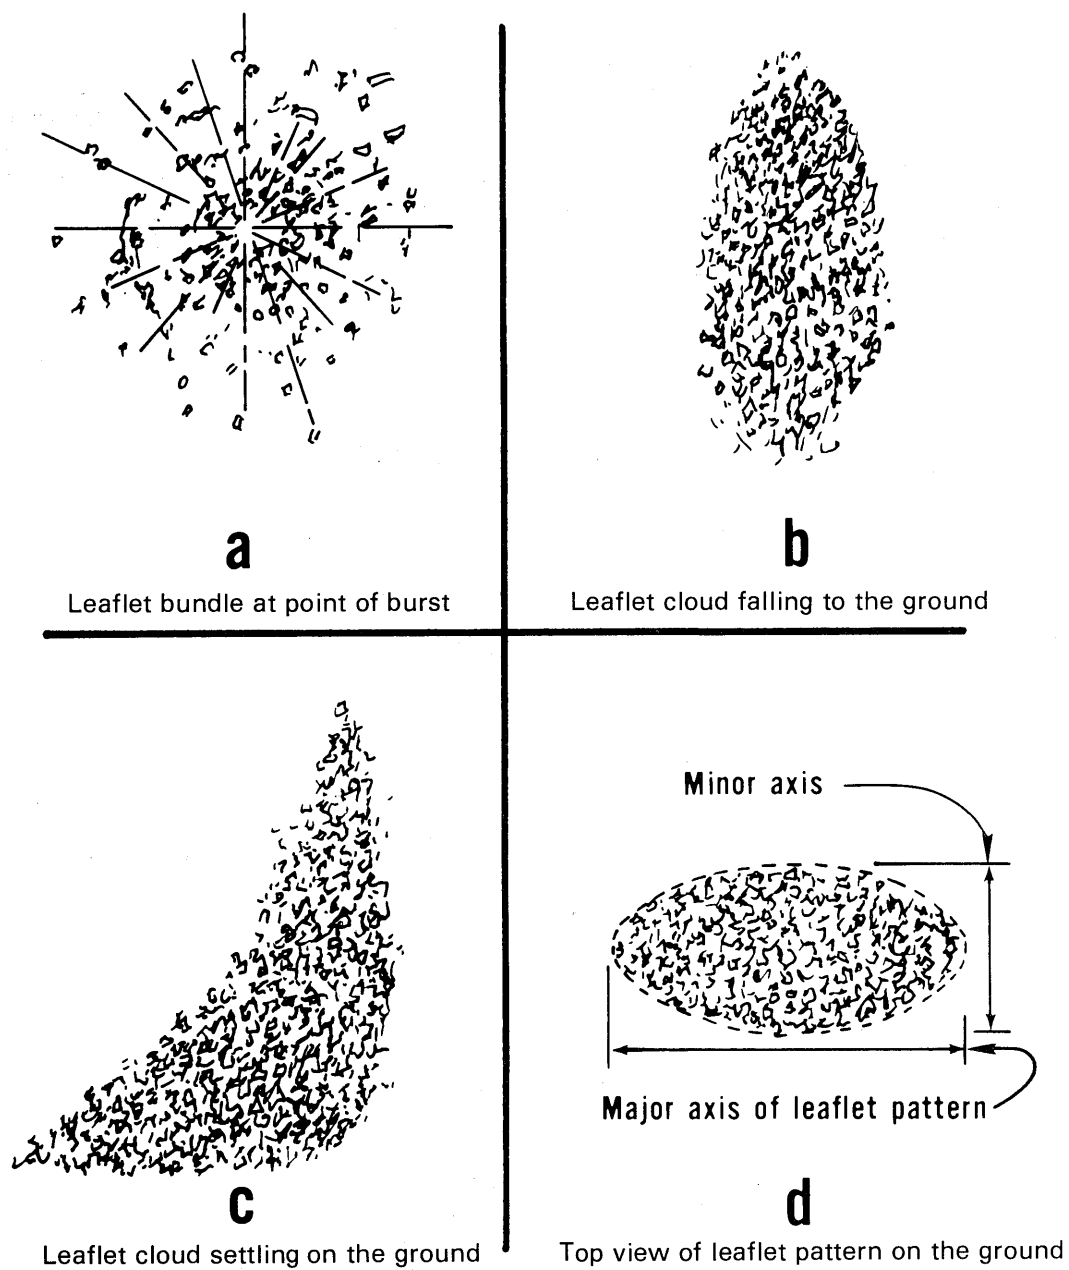 a
Leaflet bundle at point of burst
b
Leaflet cloud falling to the ground
c
Leaflet cloud settling on the ground
Minor axis
Major axis of leaflet pattern
d
Top view of leaflet pattern on the ground